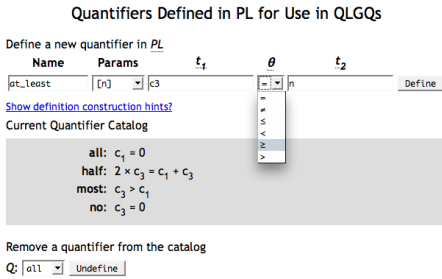 Quantifiers Defined in PL for Use in QLGQs
Define a new quantifier in PL
Name Params t₁ θ t₂
at_least [n] c3 = n Define
=
≠
≤
<
≥
>
Show definition construction hints?
Current Quantifier Catalog
all: c₁ = 0
half: 2 × c₃ = c₁ + c₃
most: c₃ > c₁
no: c₃ = 0
Remove a quantifier from the catalog
Q: all Undefine